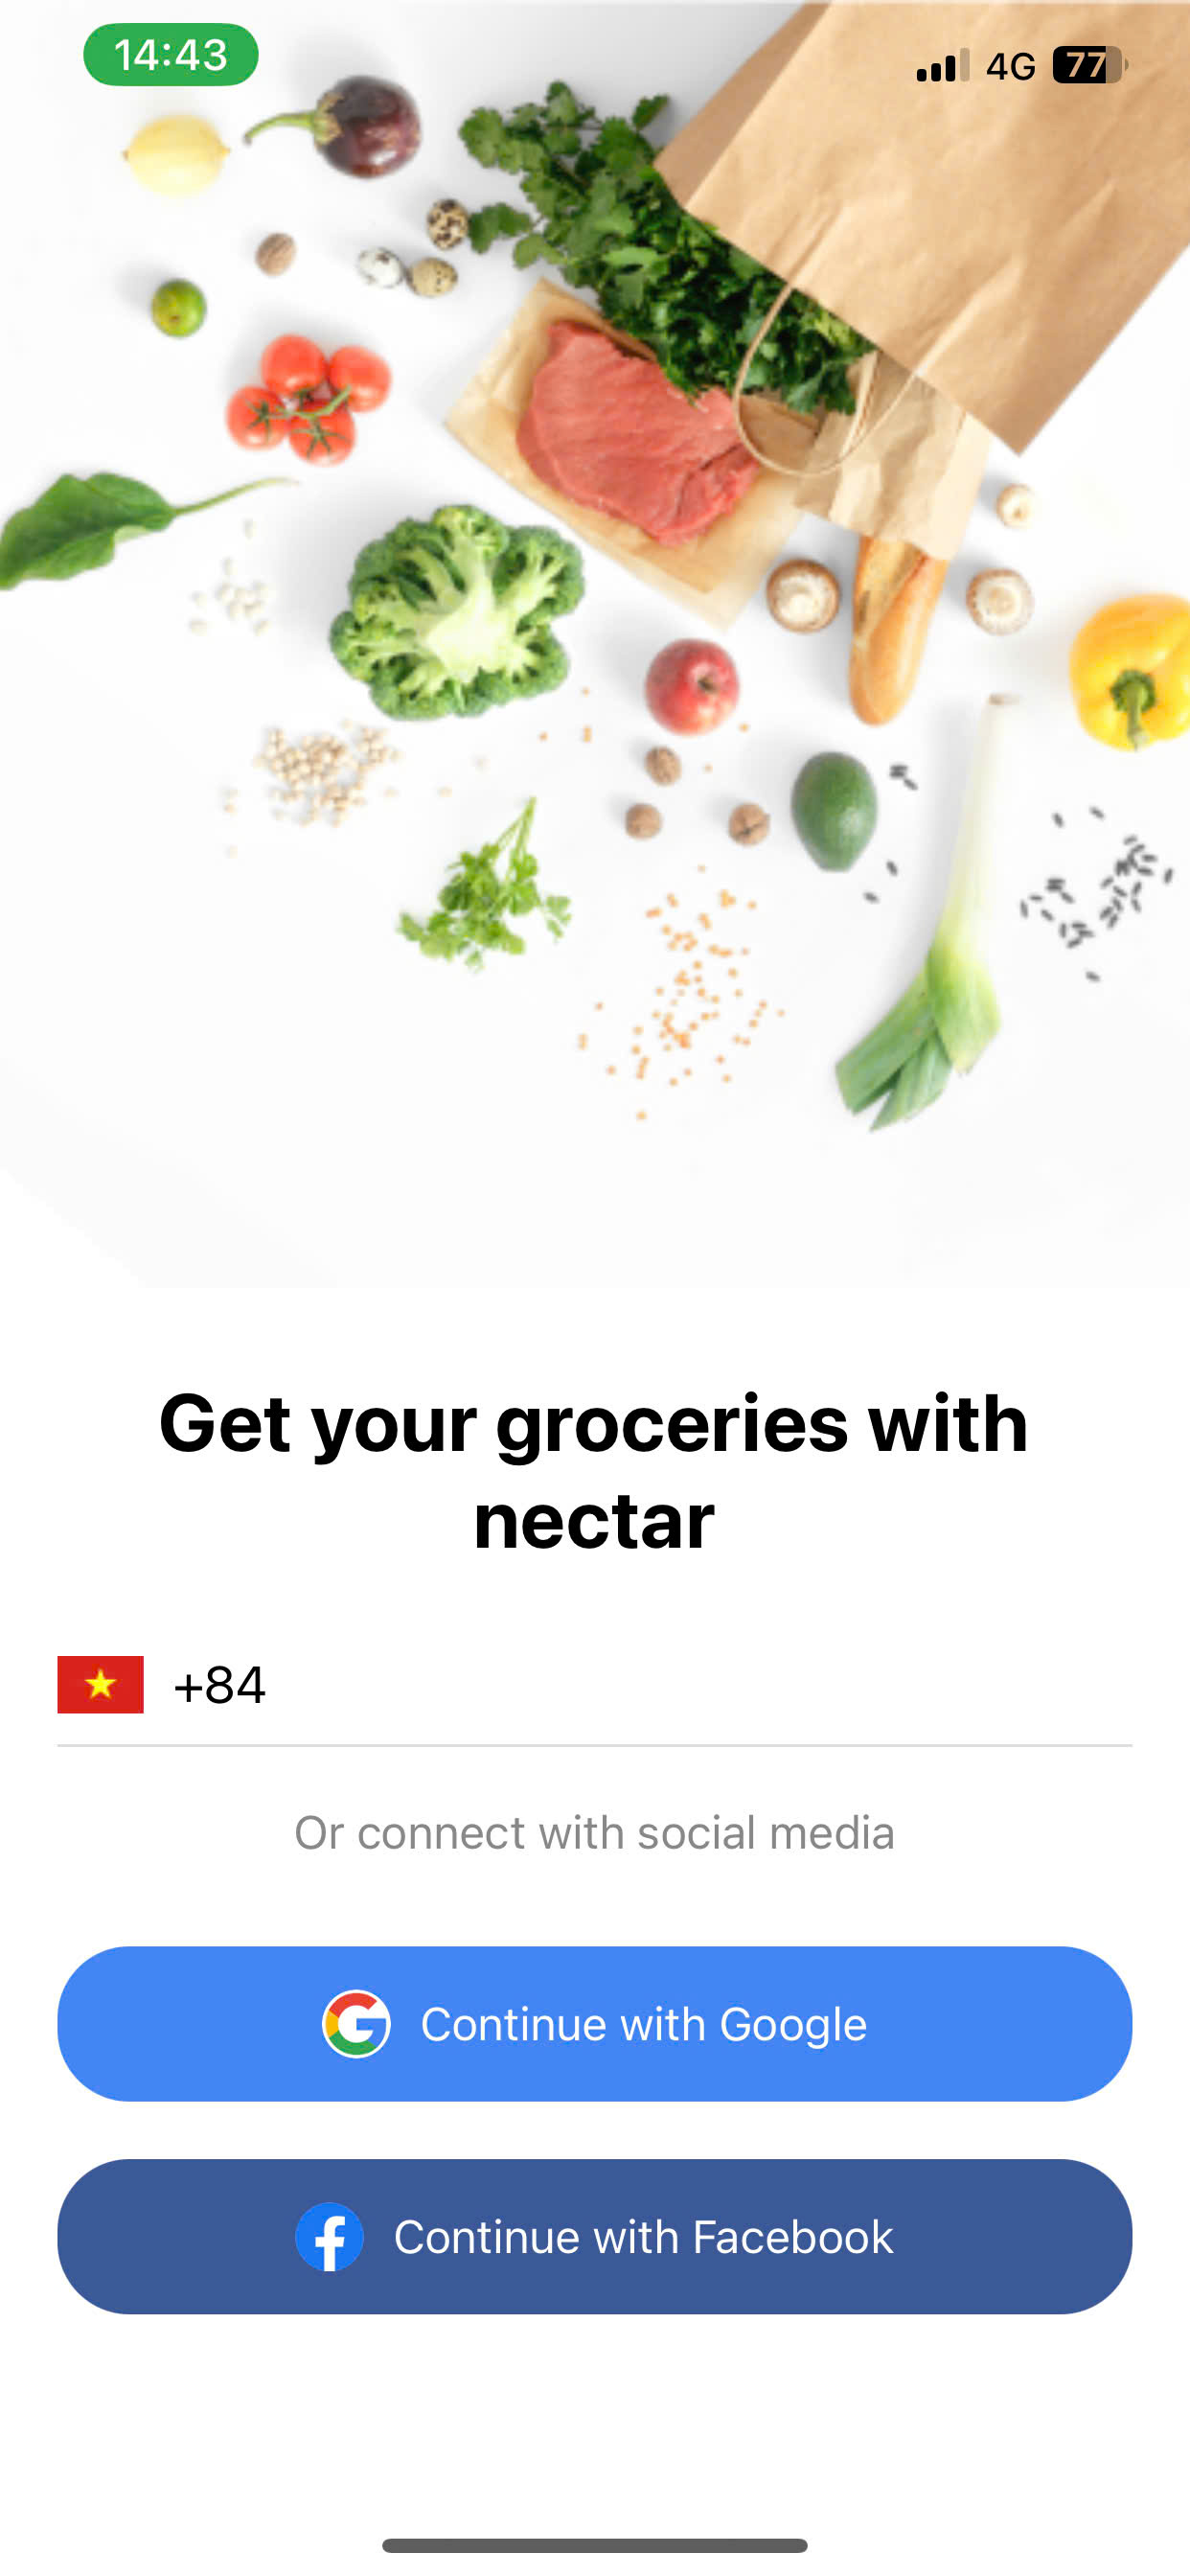 14:43
4G 77
Get your groceries with
nectar
+84
Or connect with social media
Continue with Google
Continue with Facebook